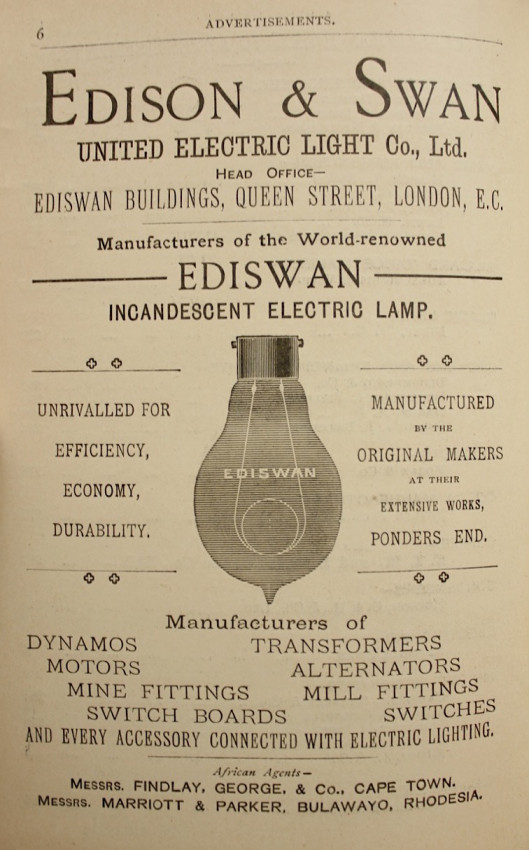 6
ADVERTISEMENTS.
EDISON & SWAN
UNITED ELECTRIC LIGHT Co., Ltd.
HEAD OFFICE—
EDISWAN BUILDINGS, QUEEN STREET, LONDON, E.C.
Manufacturers of the World-renowned
EDISWAN
INCANDESCENT ELECTRIC LAMP.
UNRIVALLED FOR
EFFICIENCY,
ECONOMY,
DURABILITY.
EDISWAN
MANUFACTURED
BY THE
ORIGINAL MAKERS
AT THEIR
EXTENSIVE WORKS,
PONDERS END.
Manufacturers of
DYNAMOS TRANSFORMERS
MOTORS ALTERNATORS
MINE FITTINGS MILL FITTINGS
SWITCH BOARDS SWITCHES
AND EVERY ACCESSORY CONNECTED WITH ELECTRIC LIGHTING.
African Agents—
MESSRS. FINDLAY, GEORGE, & Co., CAPE TOWN.
MESSRS. MARRIOTT & PARKER, BULAWAYO, RHODESIA.